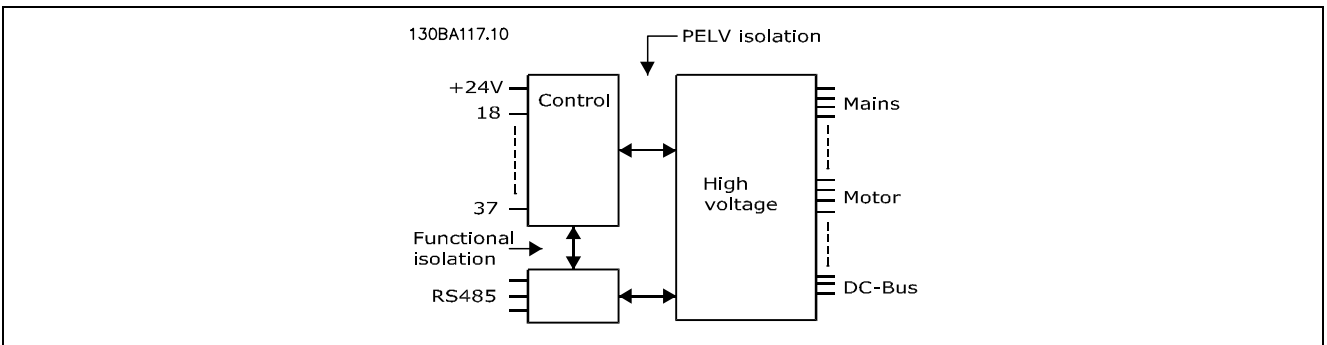 130BA117.10
PELV isolation
+24V
Control
18
Mains
High
voltage
Motor
37
Functional
isolation
RS485
DC-Bus